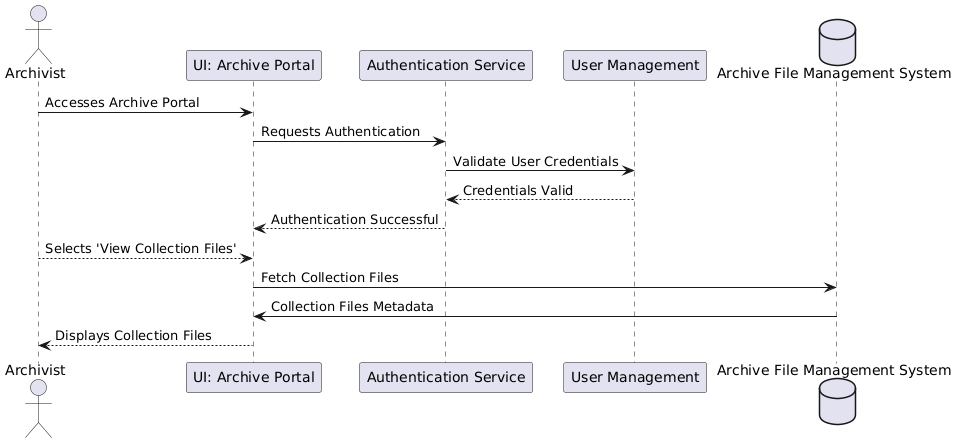 Archivist
UI: Archive Portal
Authentication Service
User Management
Archive File Management System
Accesses Archive Portal
Requests Authentication
Validate User Credentials
Credentials Valid
Authentication Successful
Selects 'View Collection Files'
Fetch Collection Files
Collection Files Metadata
Displays Collection Files
Archivist
UI: Archive Portal
Authentication Service
User Management
Archive File Management System